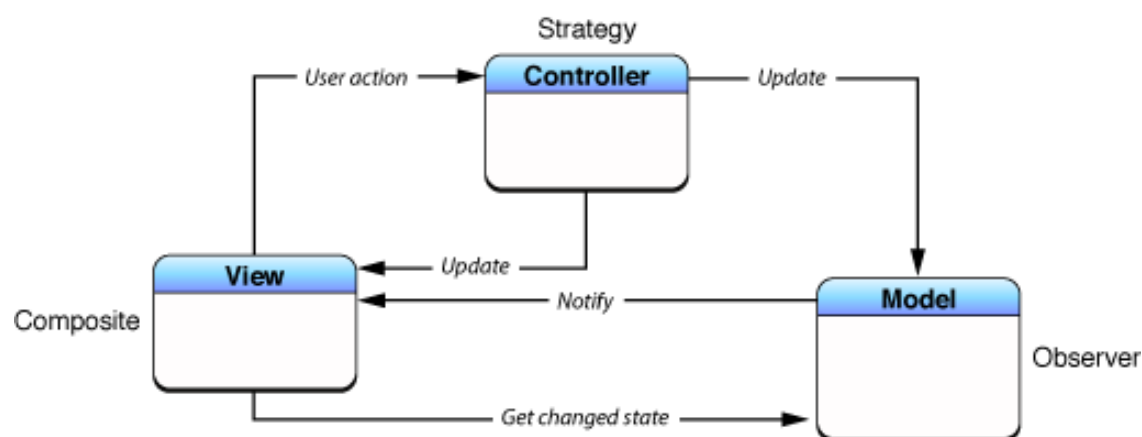 Strategy
User action
Controller
Update
Update
View
Notify
Model
Composite
Observer
Get changed state